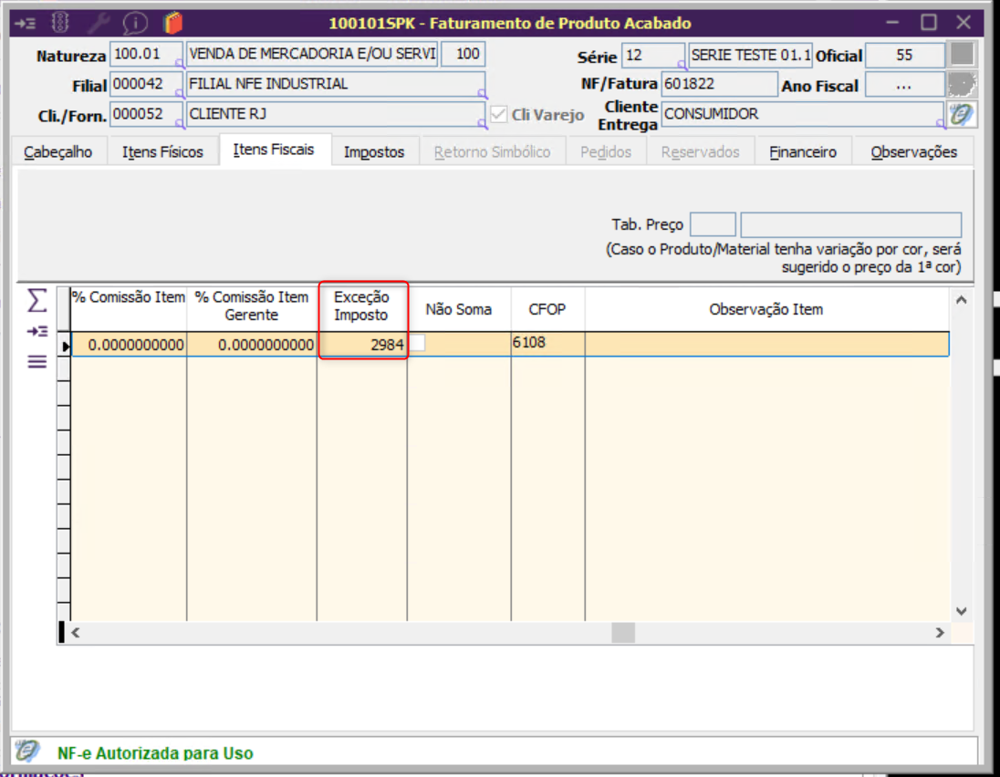 100101SPK - Faturamento de Produto Acabado
Natureza 100.01 VENDA DE MERCADORIA E/OU SERVI 100 Série 12 SERIE TESTE 01.1 Oficial 55
Filial 000042 FILIAL NFE INDUSTRIAL NF/Fatura 601822 Ano Fiscal ...
Cli./Forn. 000052 CLIENTE RJ Cli Varejo Cliente Entrega CONSUMIDOR
Cabeçalho Itens Físicos Itens Fiscais Impostos Retorno Simbólico Pedidos Reservados Financeiro Observações
Tab. Preço
(Caso o Produto/Material tenha variação por cor, será
sugerido o preço da 1ª cor)
% Comissão Item % Comissão Item Gerente Exceção Imposto Não Soma CFOP Observação Item
0.0000000000 0.0000000000 2984 6108
NF-e Autorizada para Uso